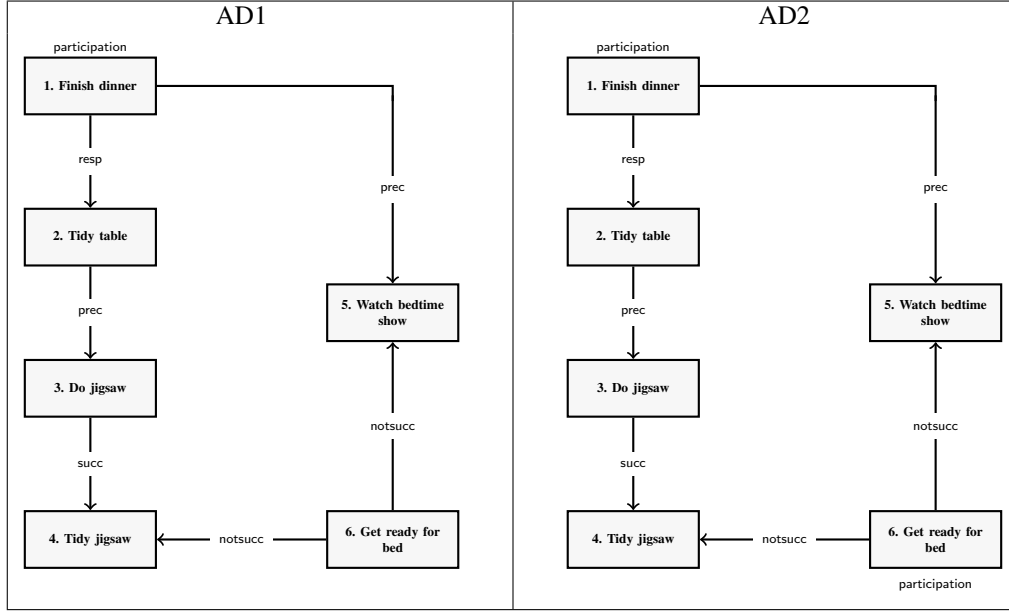 AD1
participation
1. Finish dinner
resp
prec
2. Tidy table
prec
5. Watch bedtime
show
3. Do jigsaw
notsucc
succ
4. Tidy jigsaw
notsucc
6. Get ready for
bed
AD2
participation
1. Finish dinner
resp
prec
2. Tidy table
prec
5. Watch bedtime
show
3. Do jigsaw
notsucc
succ
4. Tidy jigsaw
notsucc
6. Get ready for
bed
participation